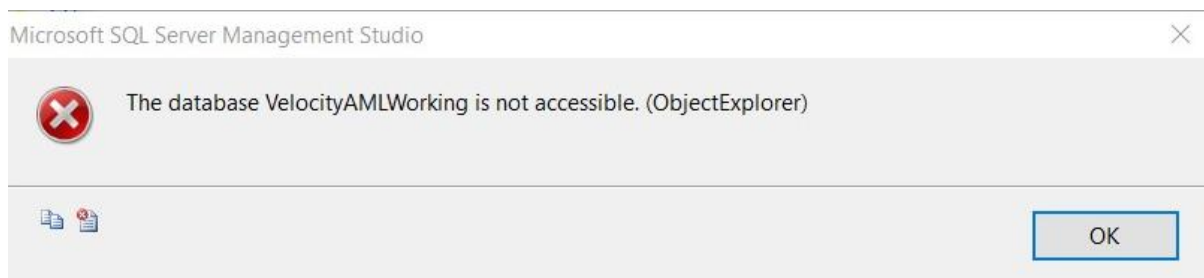 Microsoft SQL Server Management Studio
The database VelocityAMLWorking is not accessible. (ObjectExplorer)
OK